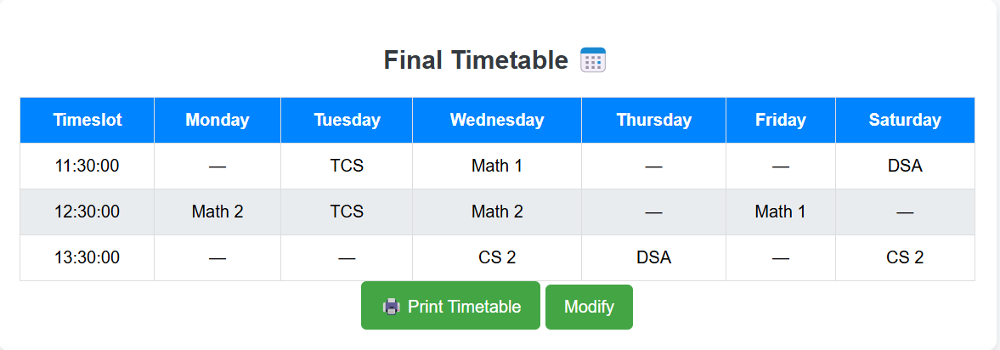 Final Timetable
Timeslot Monday Tuesday Wednesday Thursday Friday Saturday
11:30:00 — TCS Math 1 — — DSA
12:30:00 Math 2 TCS Math 2 — Math 1 —
13:30:00 — — CS 2 DSA — CS 2
Print Timetable Modify